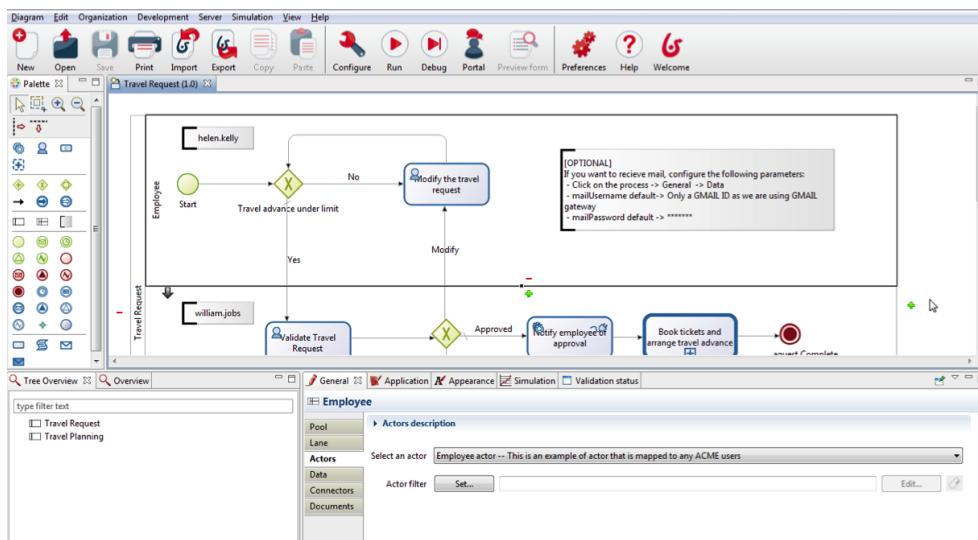 Diagram Edit Organization Development Server Simulation View Help
New Open Save Print Import Export Copy Paste Configure Run Debug Portal Preview form Preferences Help Welcome
Palette
Travel Request (1.0)
helen.kelly
Employee
Start
Travel advance under limit
No
Modify the travel
request
[OPTIONAL]
If you want to recieve mail, configure the following parameters:
- Click on the process -> General -> Data
- mailUsername default-> Only a GMAIL ID as we are using GMAIL
gateway
- mailPassword default -> *******
Yes
Modify
Travel Request
william.jobs
Validate Travel
Request
Approved
Notify employee of
approval
Book tickets and
arrange travel advance
quest Complete
Tree Overview Overview
type filter text
Travel Request
Travel Planning
General Application Appearance Simulation Validation status
Employee
Pool
Lane
Actors
Data
Connectors
Documents
Actors description
Select an actor Employee actor -- This is an example of actor that is mapped to any ACME users
Actor filter Set... Edit...